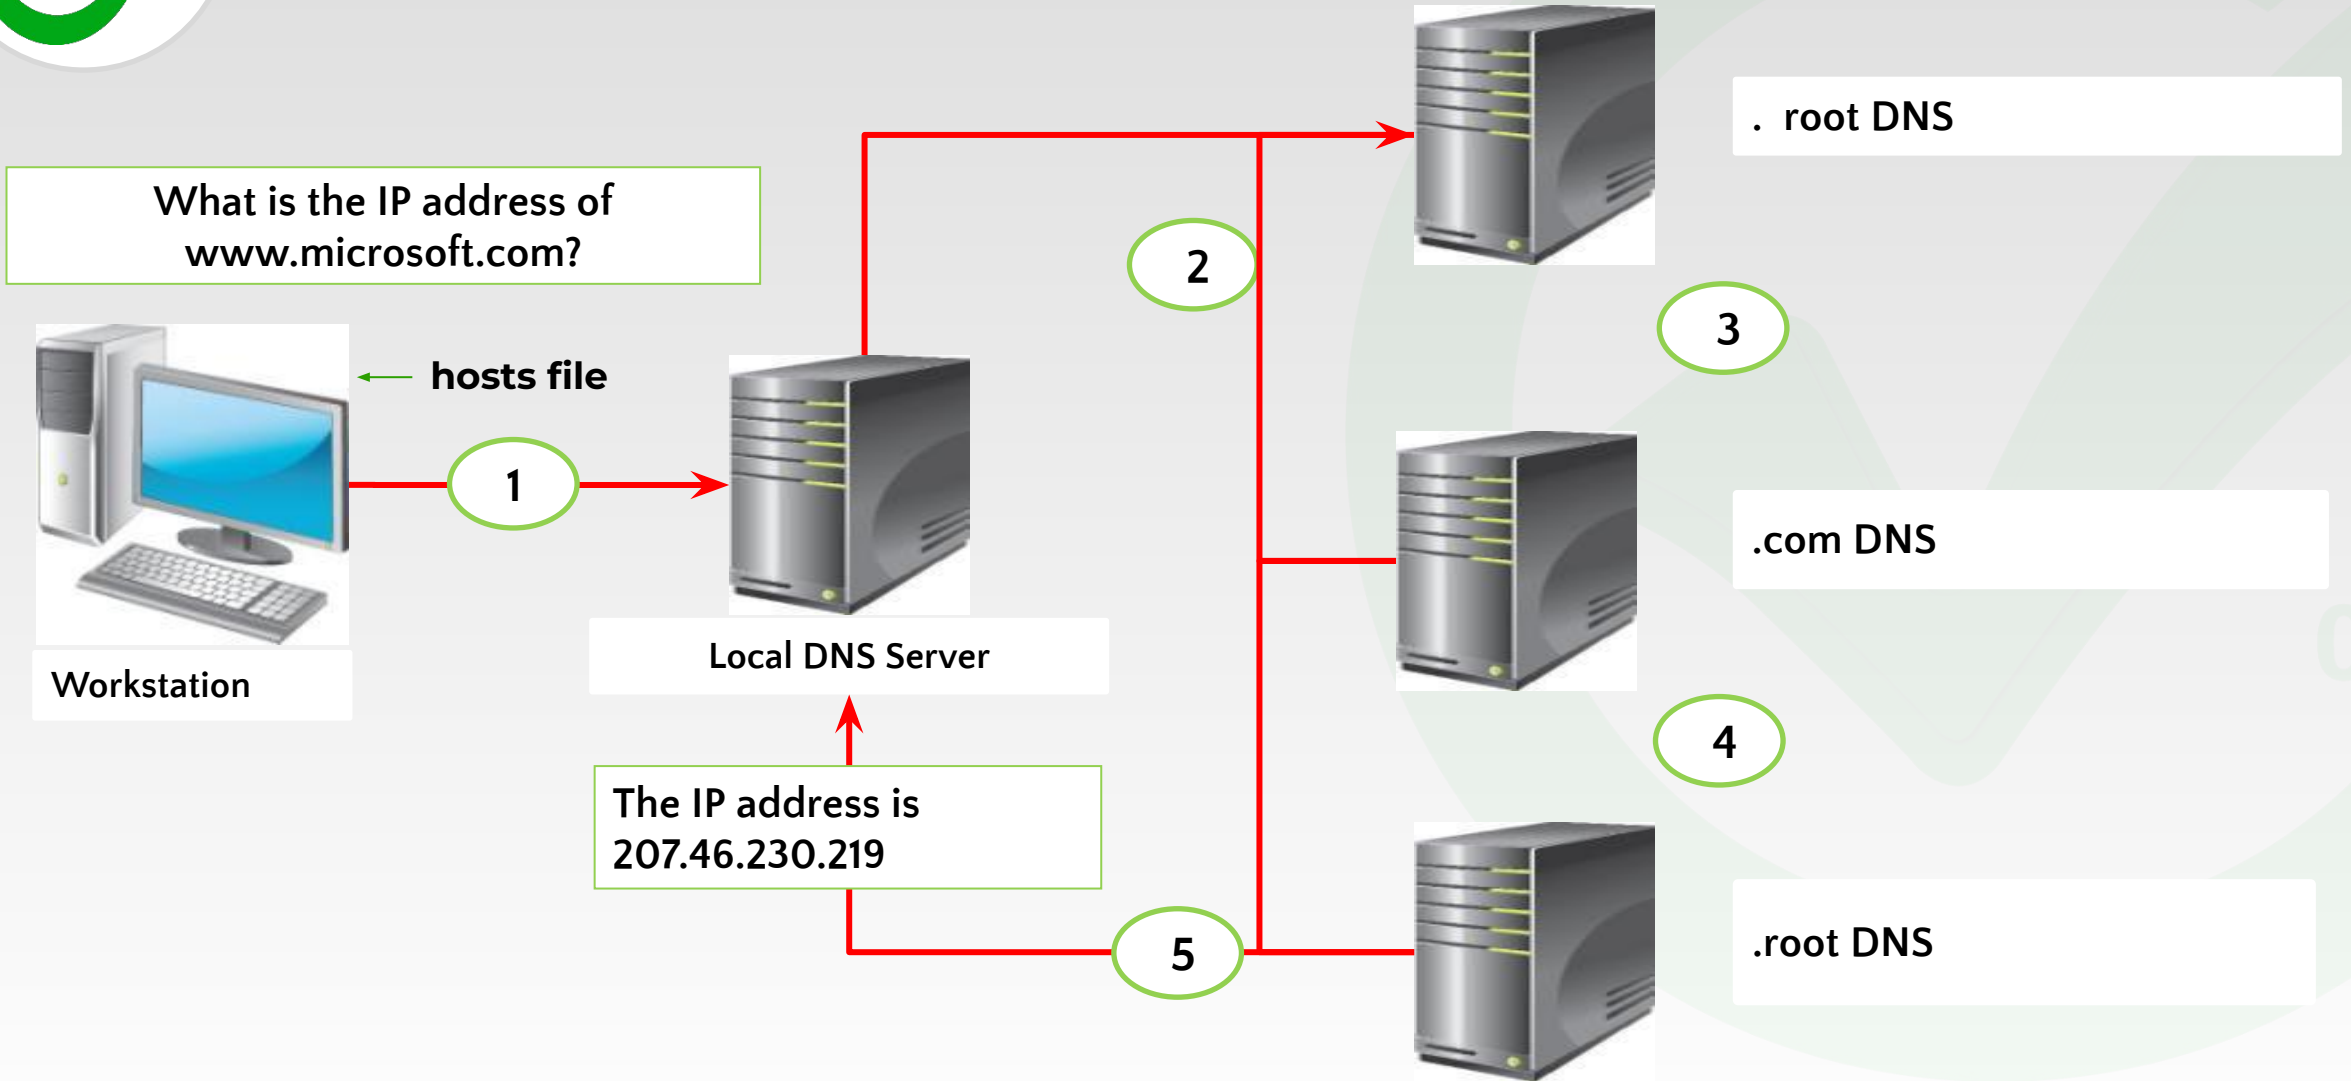 . root DNS
What is the IP address of
www.microsoft.com?
2
3
hosts file
1
.com DNS
Local DNS Server
Workstation
4
The IP address is
207.46.230.219
5
.root DNS